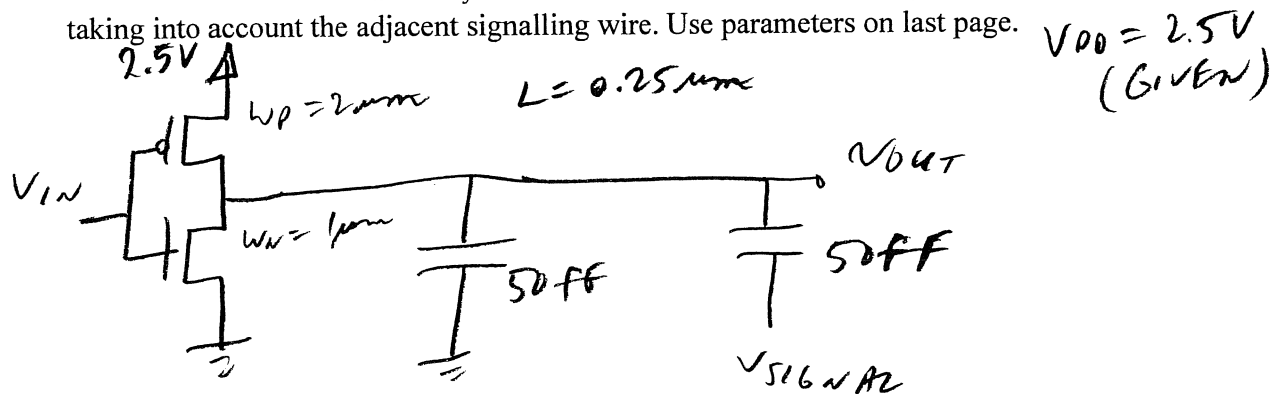 taking into account the adjacent signalling wire. Use parameters on last page.
VDD = 2.5V
(GIVEN)
2.5V
WP = 2µm
L = 0.25µm
VIN
VOUT
WN = 1µm
50fF
50fF
VSIGNAL